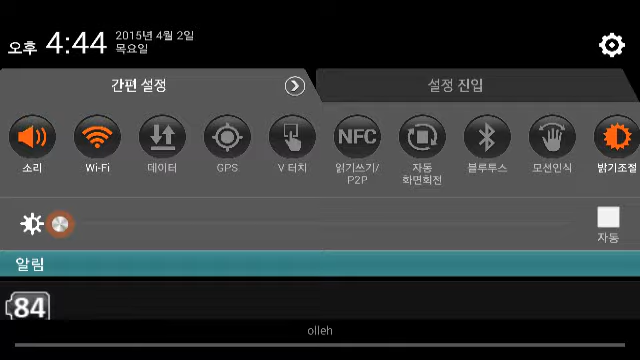 오후 4:44 2015년 4월 2일
목요일
간편 설정
설정 진입
NFC
소리
Wi-Fi
데이터
GPS
V 터치
읽기쓰기/
P2P
자동
화면회전
블루투스
모션인식
밝기조절
자동
알림
84
olleh